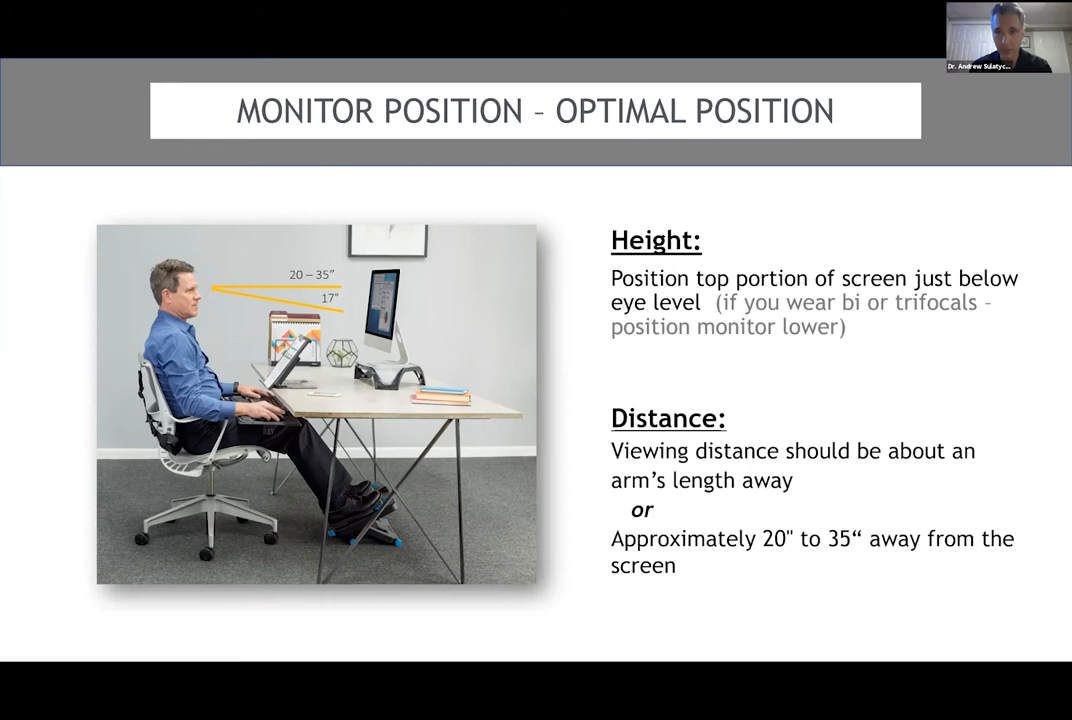 Dr. Andrew Sulatyc...
MONITOR POSITION – OPTIMAL POSITION
20 – 35"
17"
Height:
Position top portion of screen just below
eye level (if you wear bi or trifocals –
position monitor lower)
Distance:
Viewing distance should be about an
arm's length away
or
Approximately 20" to 35“ away from the
screen